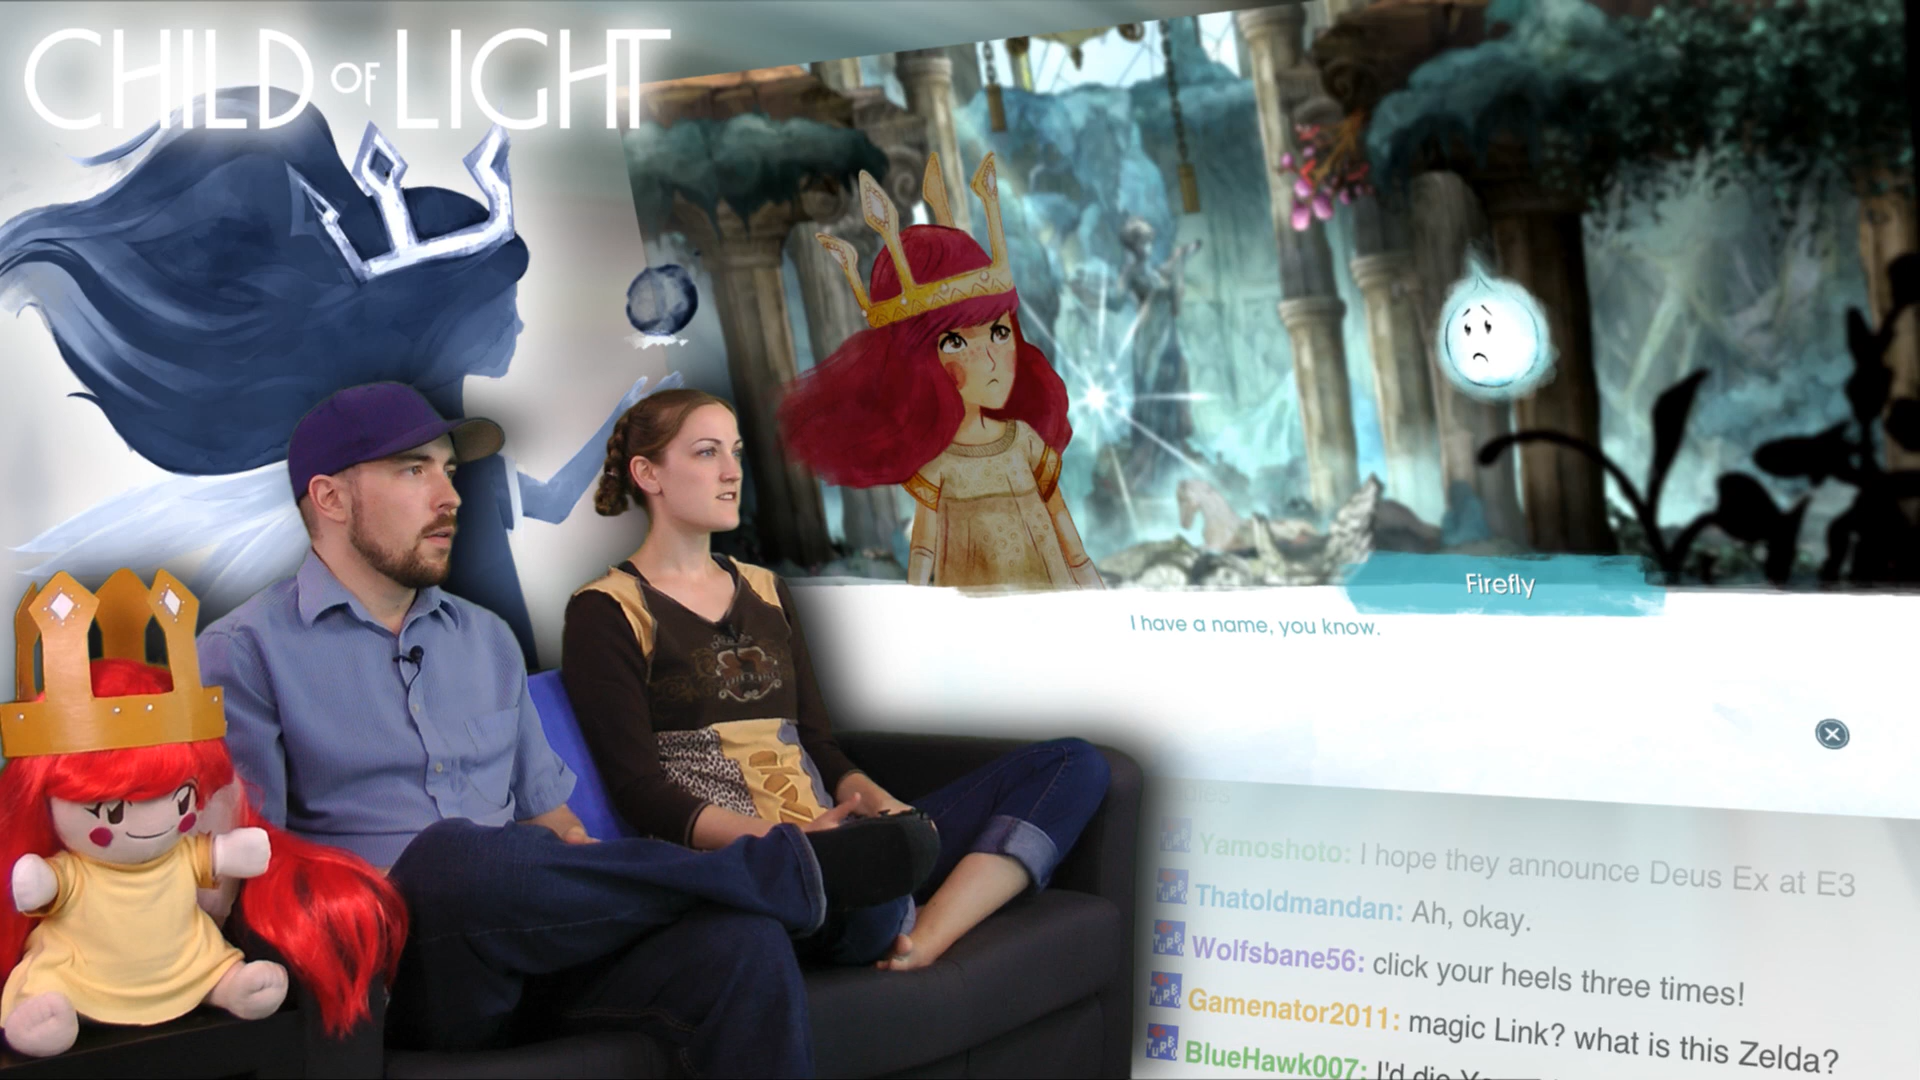 CHILD OF LIGHT
Firefly
I have a name, you know.
Yamoshoto: I hope they announce Deus Ex at E3
Thatoldmandan: Ah, okay.
Wolfsbane56: click your heels three times!
Gamenator2011: magic Link? what is this Zelda?
BlueHawk007: I'd die